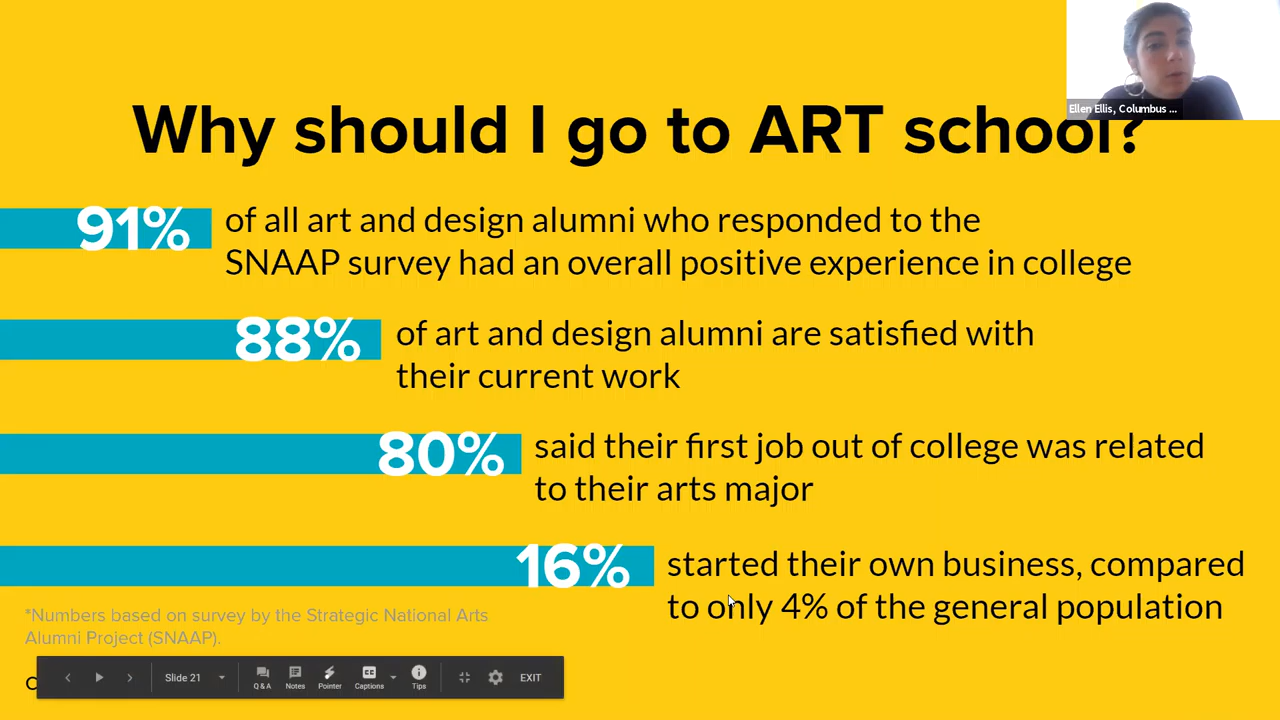 Ellen Ellis, Columbus ...
Why should I go to ART school?
91%
of all art and design alumni who responded to the
SNAAP survey had an overall positive experience in college
88%
of art and design alumni are satisfied with
their current work
80%
said their first job out of college was related
to their arts major
16%
started their own business, compared
to only 4% of the general population
*Numbers based on survey by the Strategic National Arts
Alumni Project (SNAAP).
Slide 21
Q & A
Notes
Pointer
CC
Captions
Tips
EXIT